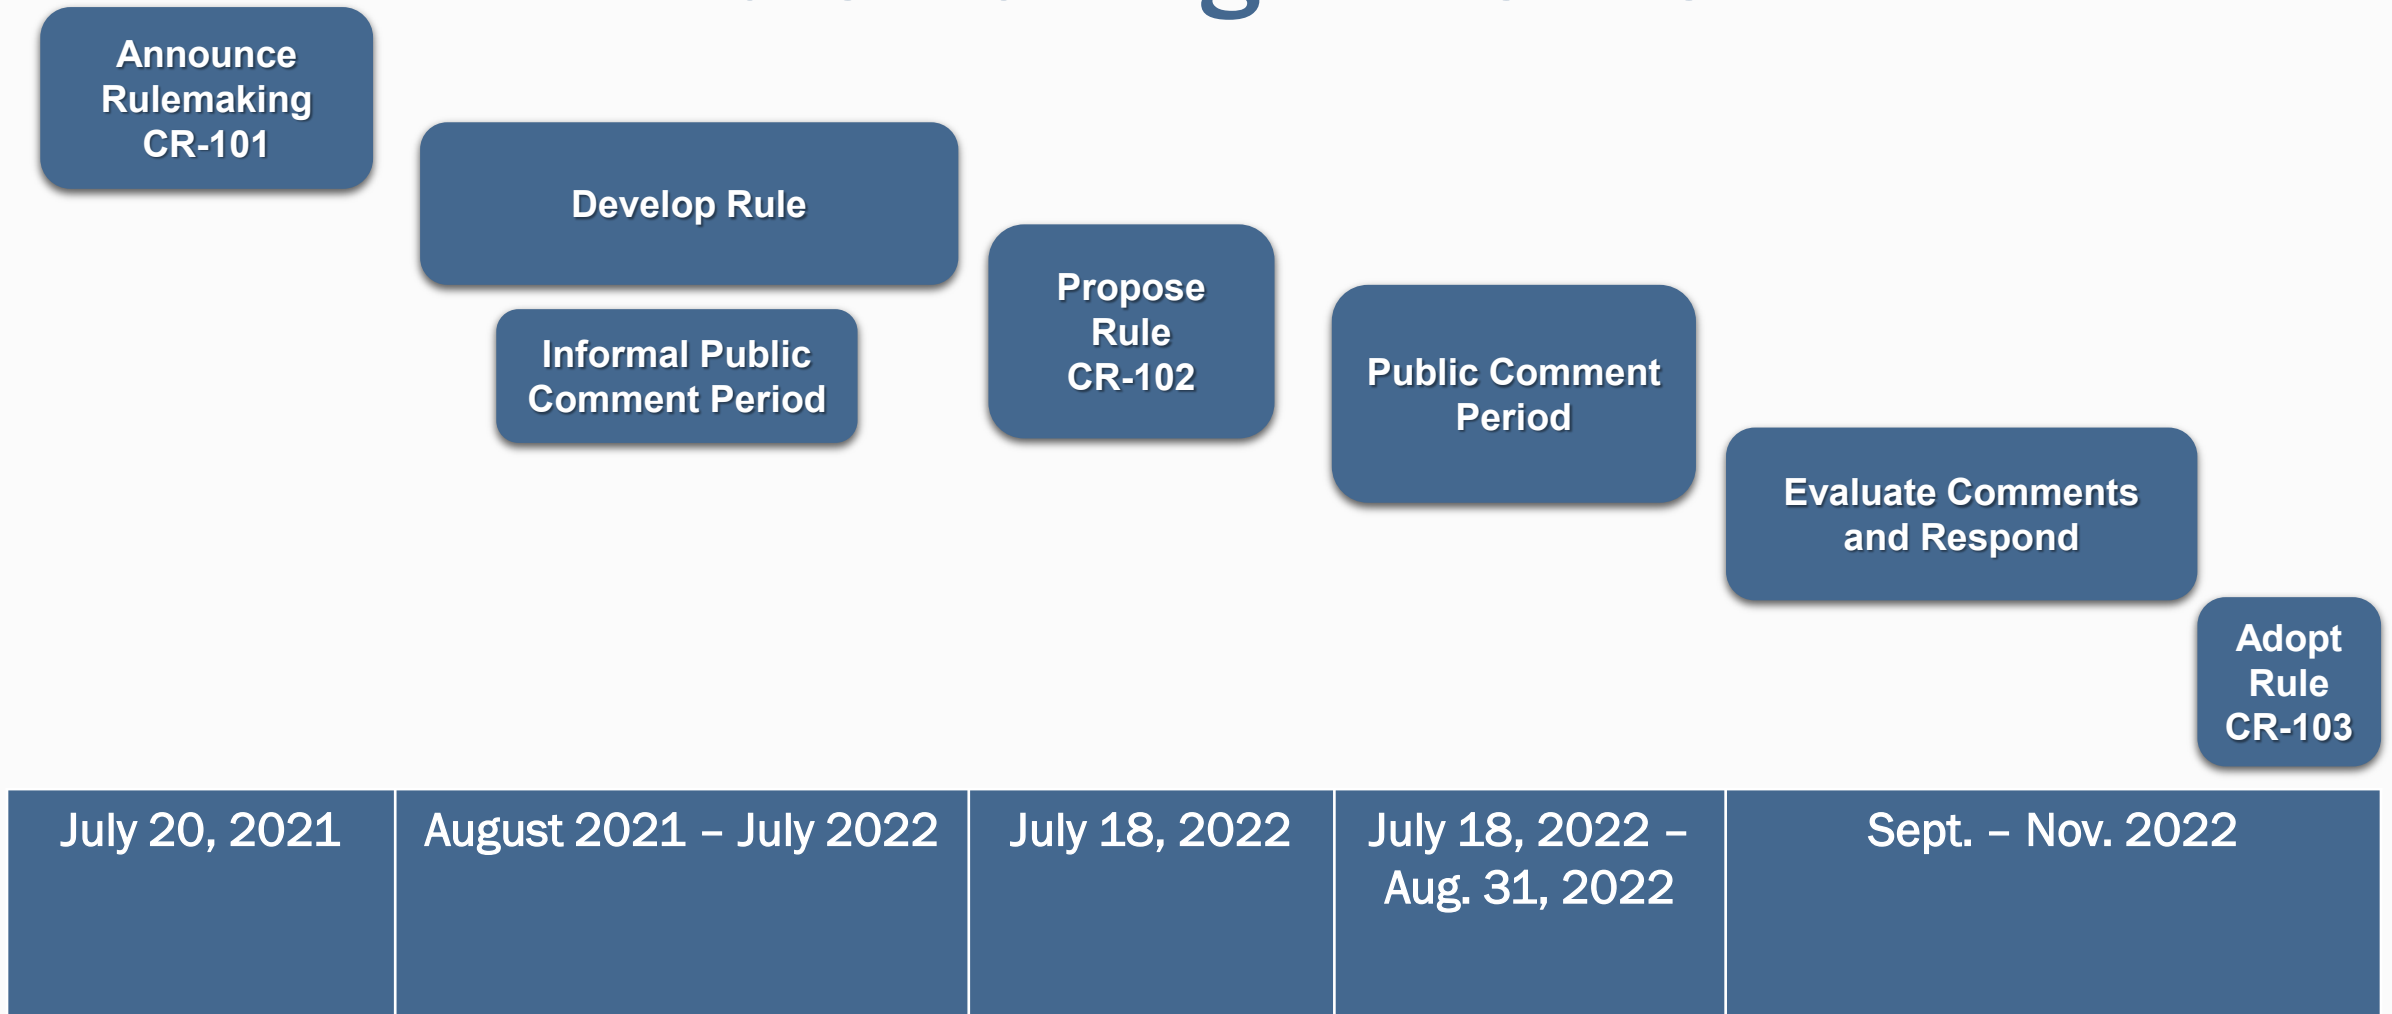 Announce
Rulemaking
CR-101
Develop Rule
Informal Public
Comment Period
Propose
Rule
CR-102
Public Comment
Period
Evaluate Comments
and Respond
Adopt
Rule
CR-103
July 20, 2021
August 2021 – July 2022
July 18, 2022
July 18, 2022 –
Aug. 31, 2022
Sept. – Nov. 2022